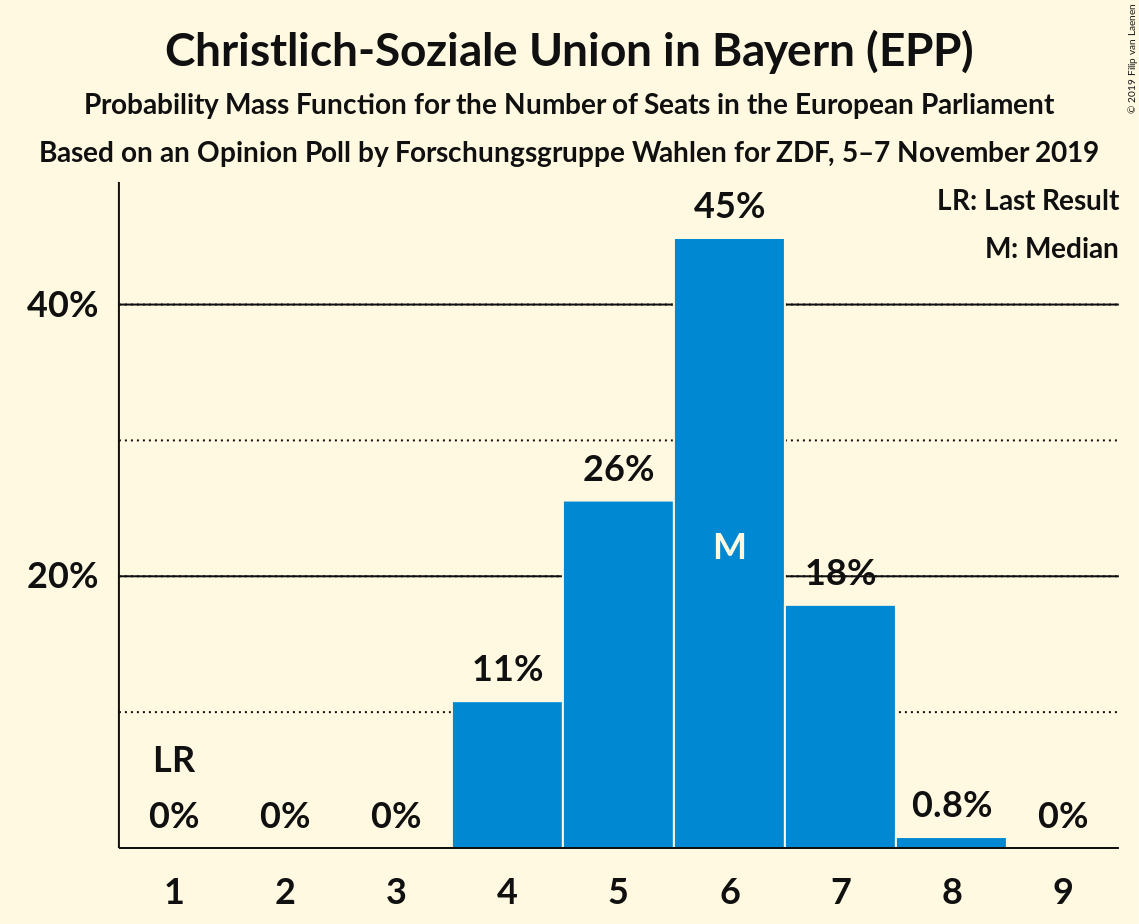 Christlich-Soziale Union in Bayern (EPP)
Probability Mass Function for the Number of Seats in the European Parliament
Based on an Opinion Poll by Forschungsgruppe Wahlen for ZDF, 5–7 November 2019
© 2019 Filip van Laenen
LR: Last Result
M: Median
45%
40%
26%
M
20%
18%
11%
LR
0%
0%
0%
0.8%
0%
1 2 3 4 5 6 7 8 9